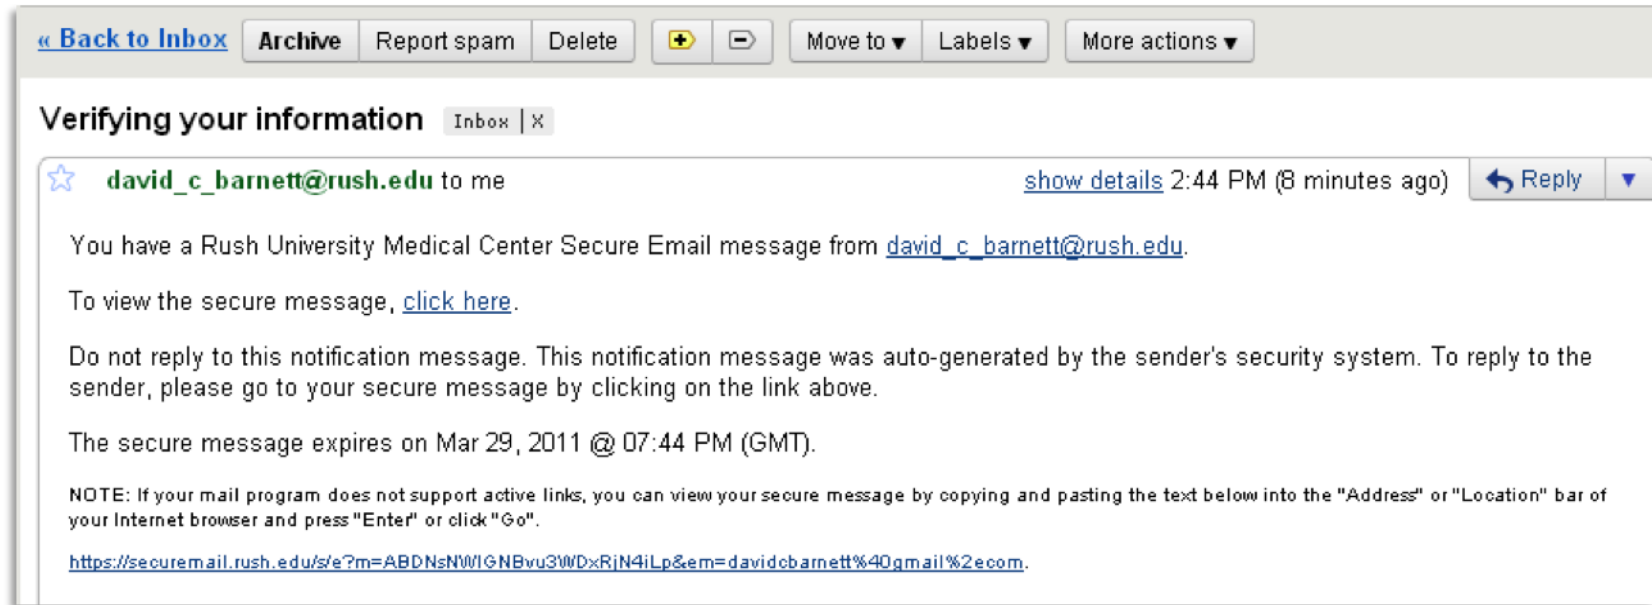 « Back to Inbox Archive Report spam Delete Move to ▼ Labels ▼ More actions ▼
Verifying your information Inbox | X
david_c_barnett@rush.edu to me show details 2:44 PM (8 minutes ago) Reply ▼
You have a Rush University Medical Center Secure Email message from david_c_barnett@rush.edu.
To view the secure message, click here.
Do not reply to this notification message. This notification message was auto-generated by the sender's security system. To reply to the
sender, please go to your secure message by clicking on the link above.
The secure message expires on Mar 29, 2011 @ 07:44 PM (GMT).
NOTE: If your mail program does not support active links, you can view your secure message by copying and pasting the text below into the "Address" or "Location" bar of
your Internet browser and press "Enter" or click "Go".
https://securemail.rush.edu/s/e?m=ABDNsNWIGNBvu3WDxRjN4iLp&em=davidcbarnett%40gmail%2ecom.